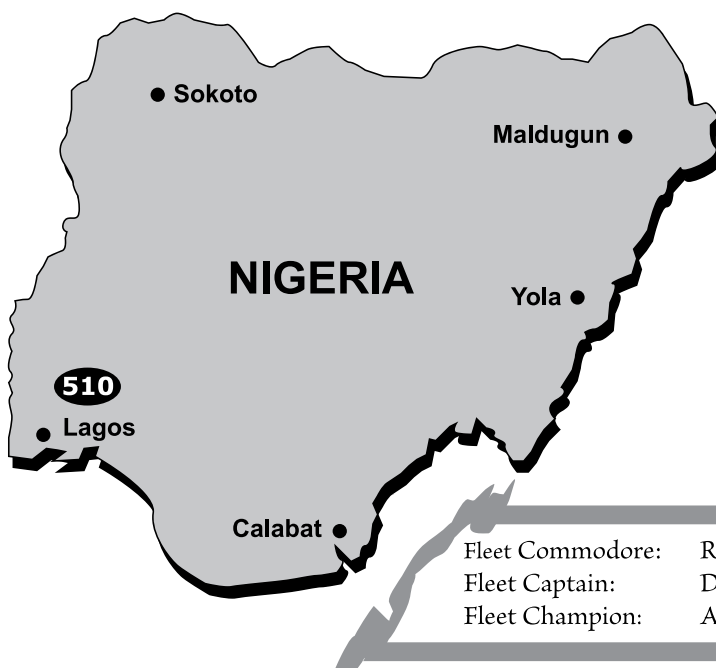 Sokoto
Maldugun
NIGERIA
Yola
510
Lagos
Calabat
Fleet Commodore: R
Fleet Captain: D
Fleet Champion: A